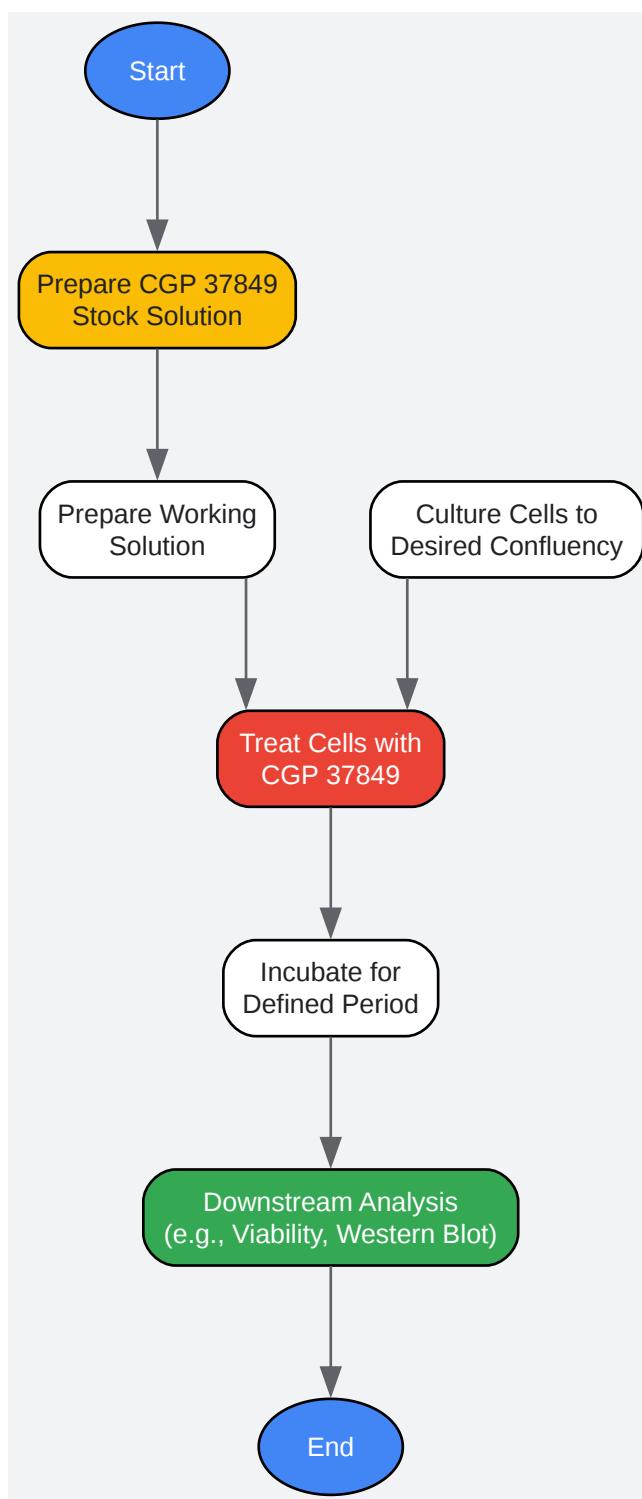 Start
Prepare CGP 37849
Stock Solution
Prepare Working
Solution
Culture Cells to
Desired Confluency
Treat Cells with
CGP 37849
Incubate for
Defined Period
Downstream Analysis
(e.g., Viability, Western Blot)
End